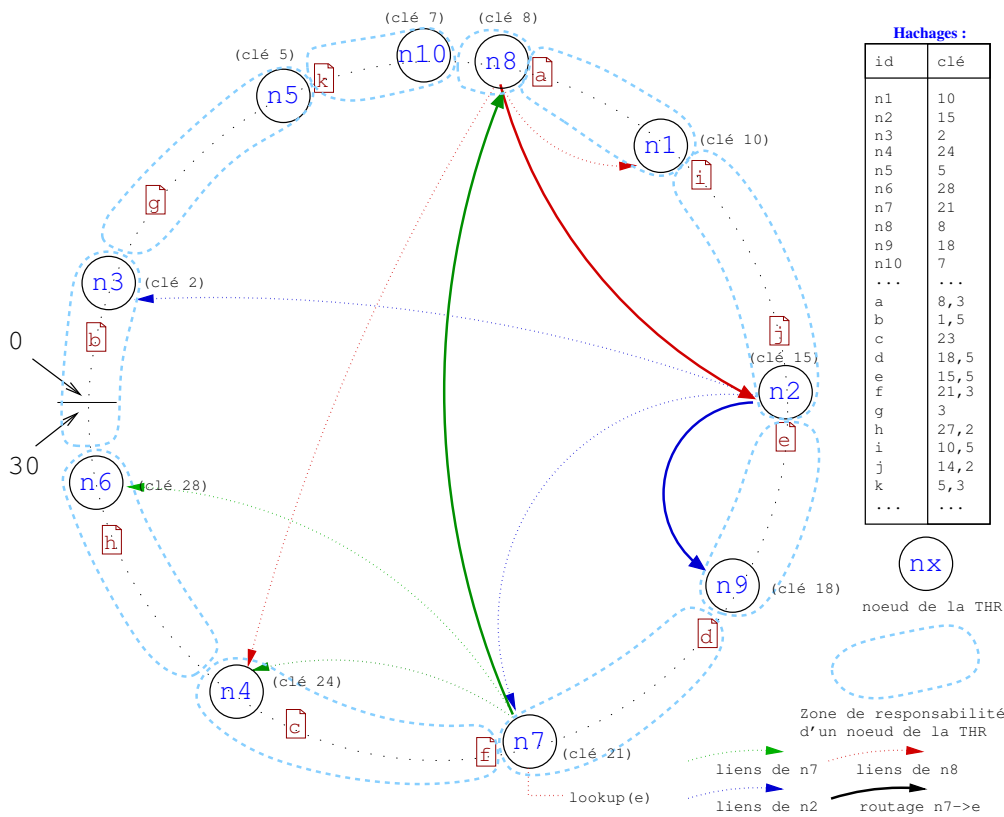 (clé 7)
(clé 8)
(clé 5)
n10
n8
n5
k
a
n1
(clé 10)
i
g
n3
(clé 2)
b
0
30
j
(clé 15)
n2
e
n6
(clé 28)
h
n9
(clé 18)
d
n4
(clé 24)
c
f
n7
(clé 21)
lookup(e)
Hachages :
id clé
n1 10
n2 15
n3 2
n4 24
n5 5
n6 28
n7 21
n8 8
n9 18
n10 7
... ...
a 8,3
b 1,5
c 23
d 18,5
e 15,5
f 21,3
g 3
h 27,2
i 10,5
j 14,2
k 5,3
... ...
nx
noeud de la THR
Zone de responsabilité
d'un noeud de la THR
liens de n7
liens de n8
liens de n2
routage n7->e